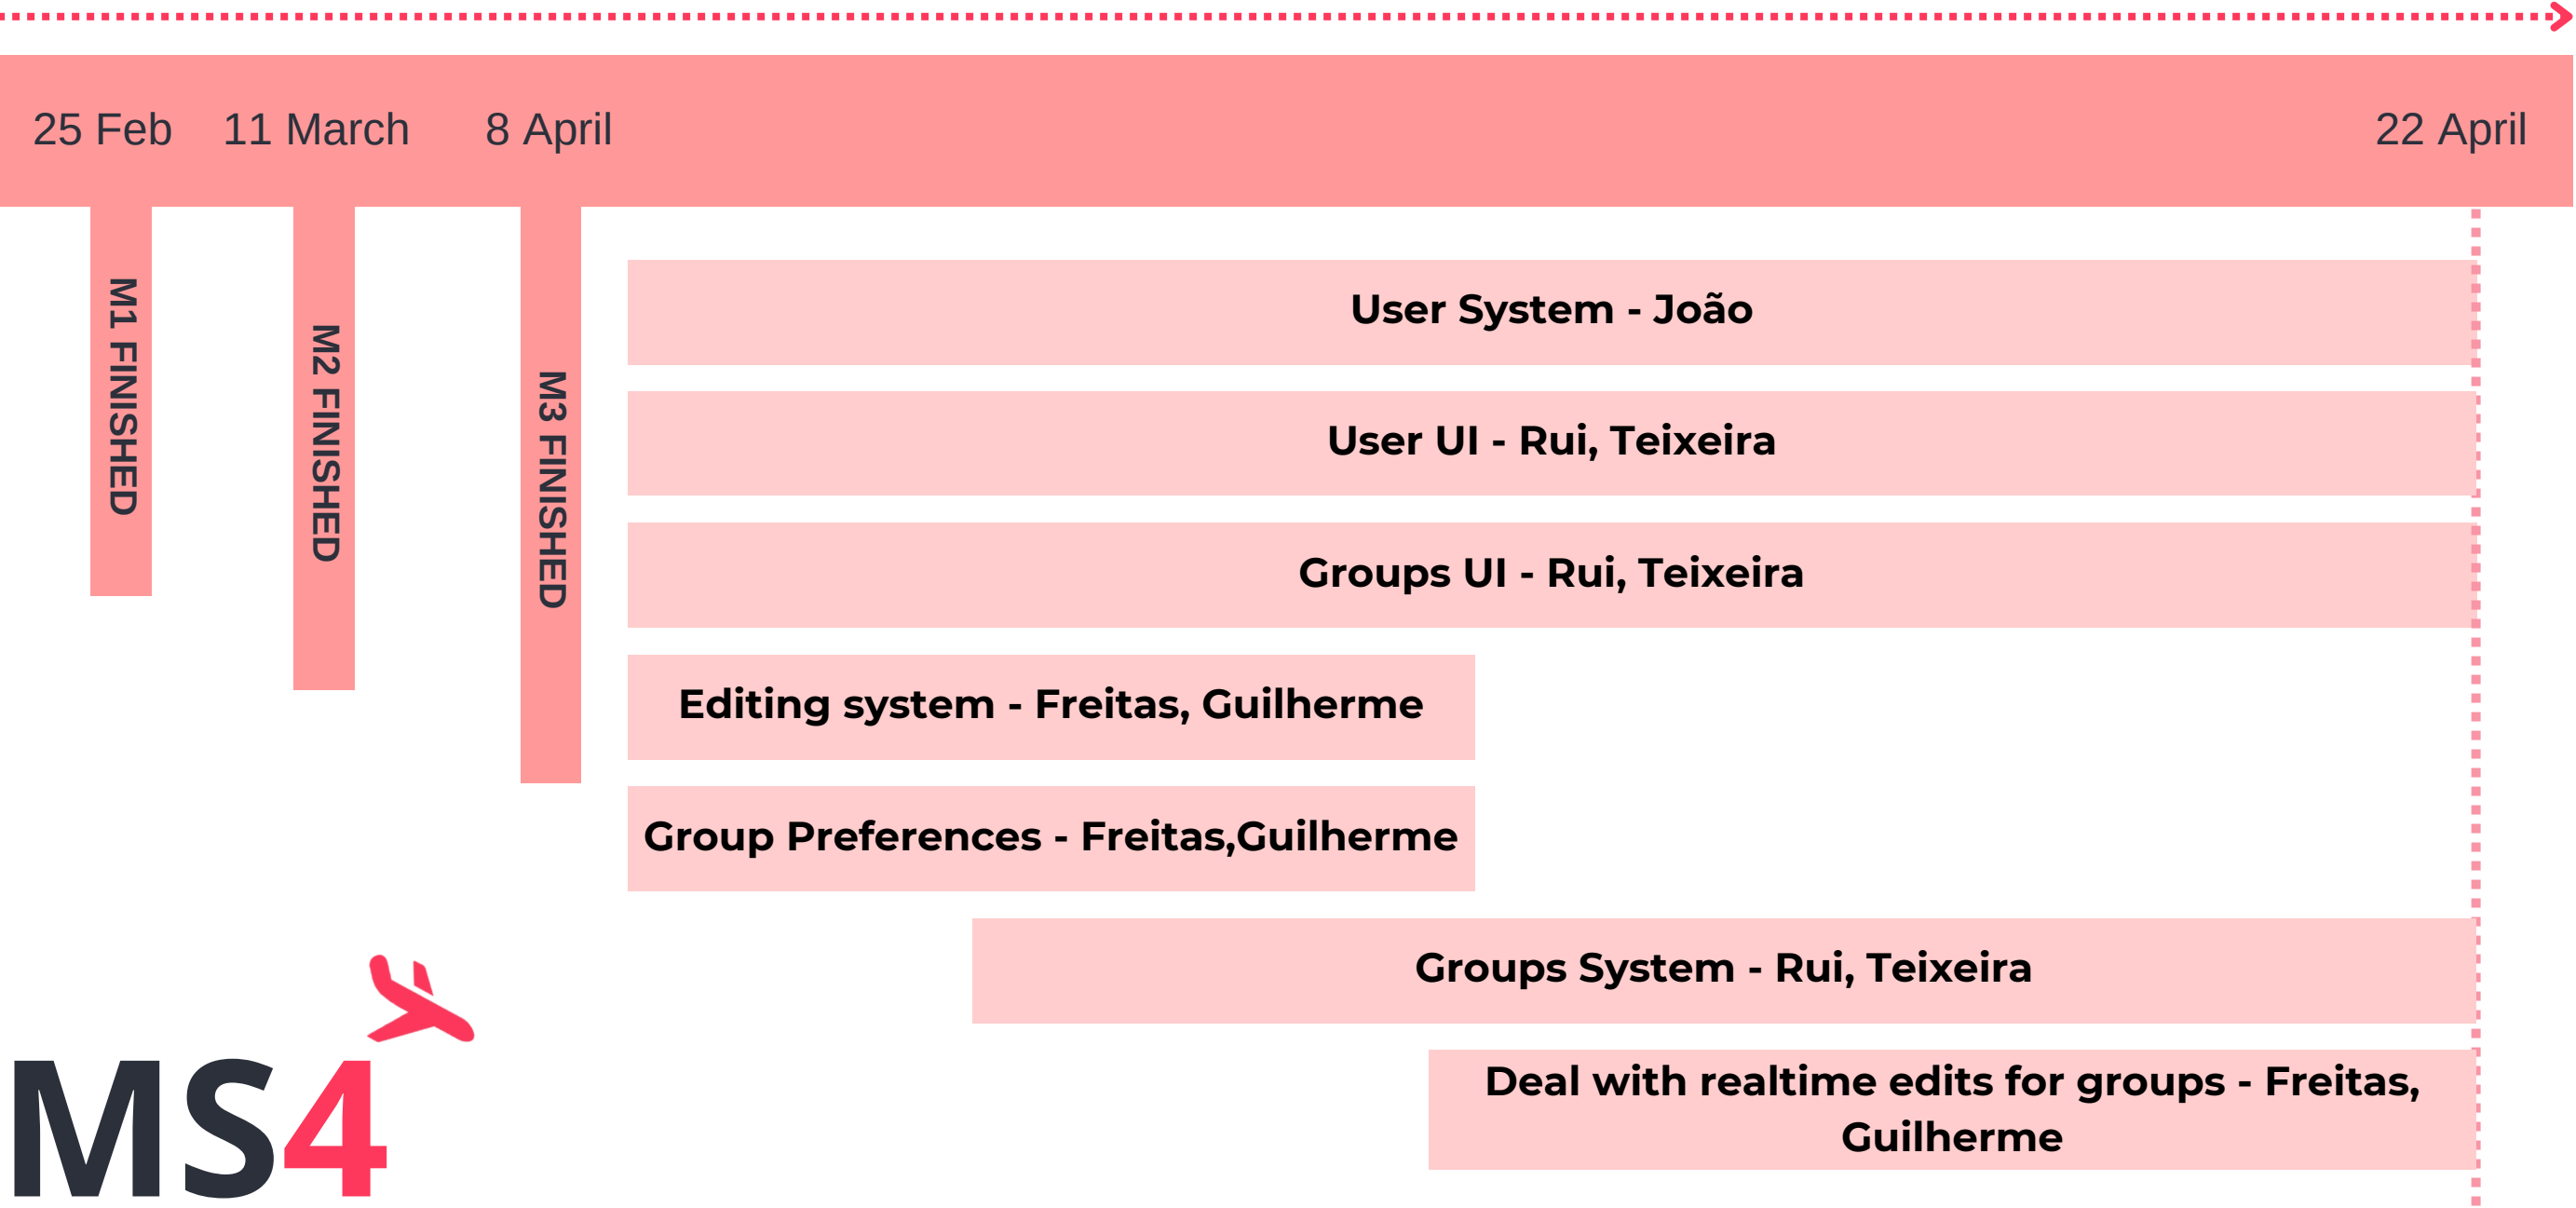 25 Feb
11 March
8 April
22 April
M1 FINISHED
M2 FINISHED
M3 FINISHED
User System - João
User UI - Rui, Teixeira
Groups UI - Rui, Teixeira
Editing system - Freitas, Guilherme
Group Preferences - Freitas,Guilherme
Groups System - Rui, Teixeira
Deal with realtime edits for groups - Freitas,
Guilherme
MS4